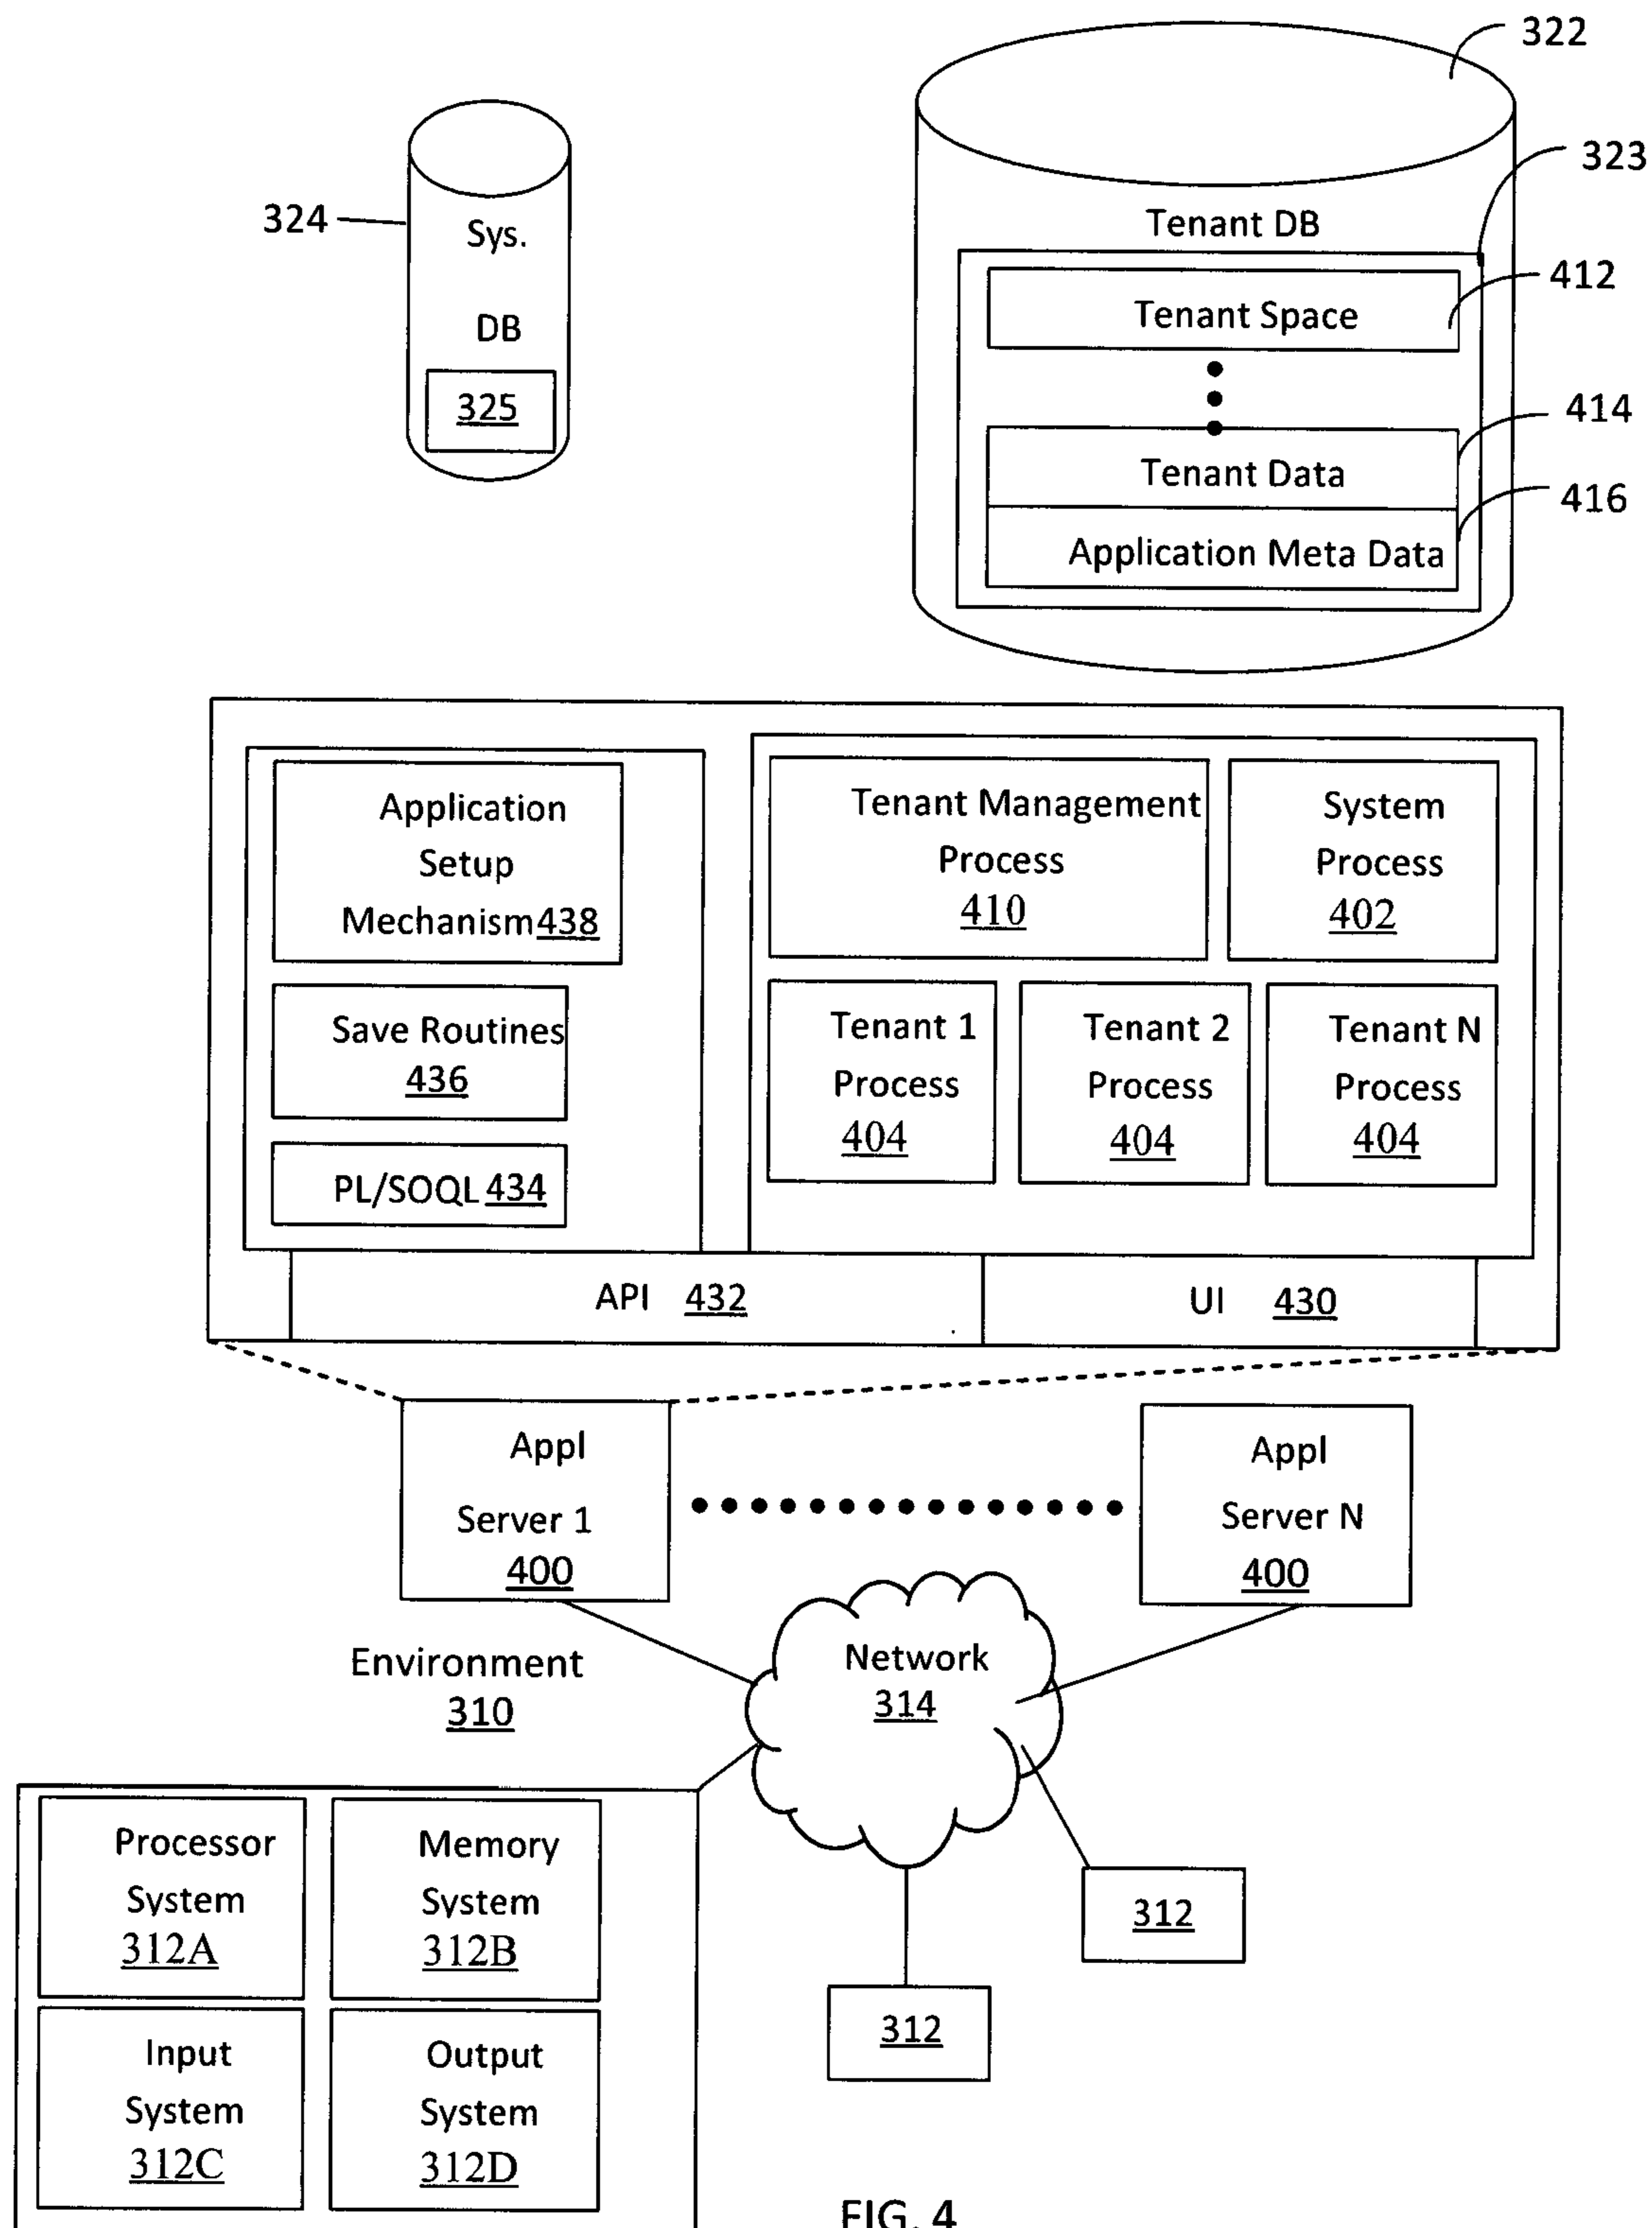 322
323
324
Sys.
DB
325
Tenant DB
412
Tenant Space
414
Tenant Data
416
Application Meta Data
Application
Setup
Mechanism 438
Save Routines
436
PL/SOQL 434
Tenant Management
Process
410
System
Process
402
Tenant 1
Process
404
Tenant 2
Process
404
Tenant N
Process
404
API 432
UI 430
Appl
Server 1
400
Appl
Server N
400
Environment
310
Network
314
Processor
System
312A
Memory
System
312B
Input
System
312C
Output
System
312D
312
312
FIG. 4